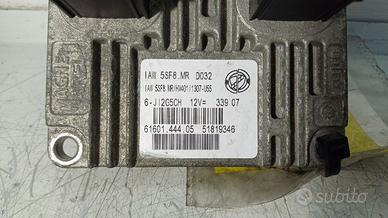 IAW 5SF8.MR D032
IAW 5SF8.MR/HW401/1307-U55
6-JI2C5CH 12V= 339 07
61601.444.05 51819346
subito